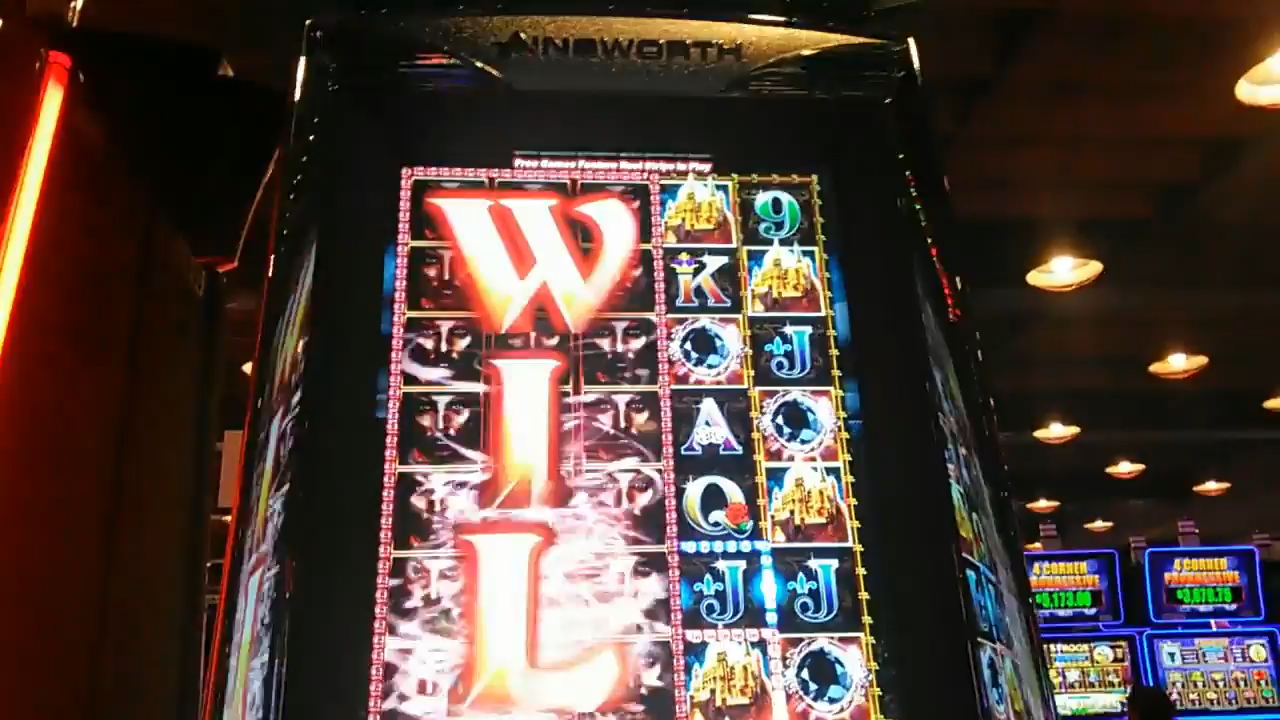 AINSWORTH
Free Games Feature Reel Strips In Play
W
I
L
9
K
J
A
Q
J
J
4 CORNER
PROGRESSIVE
4 CORNER
PROGRESSIVE